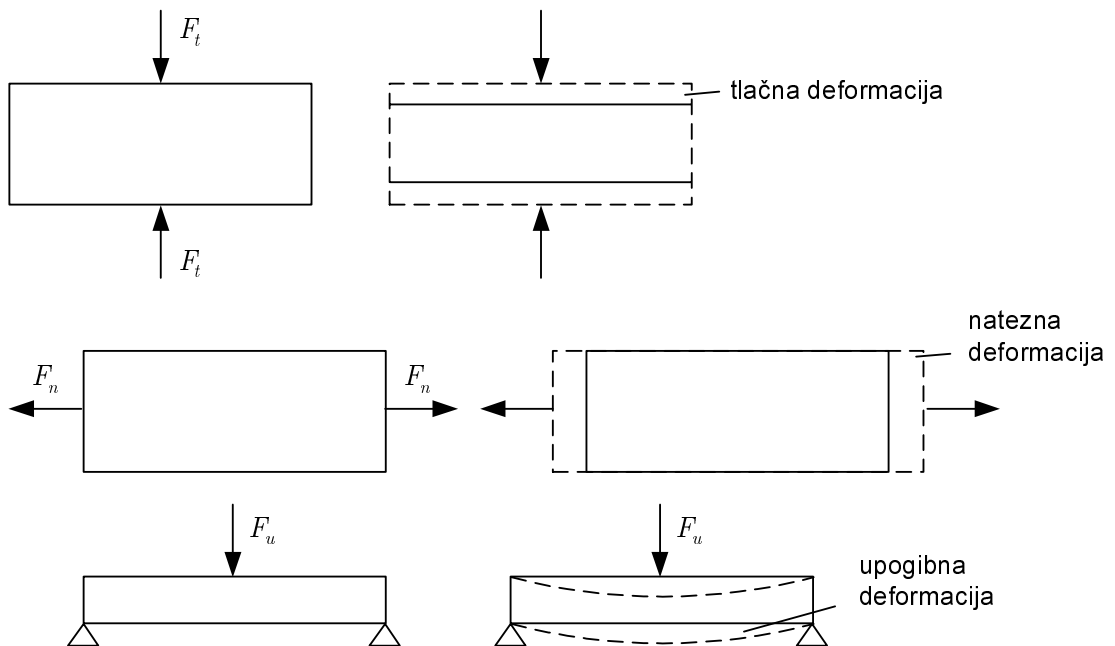 F_t
tlačna deformacija
F_t
natezna
deformacija
F_n
F_n
F_u
F_u
upogibna
deformacija